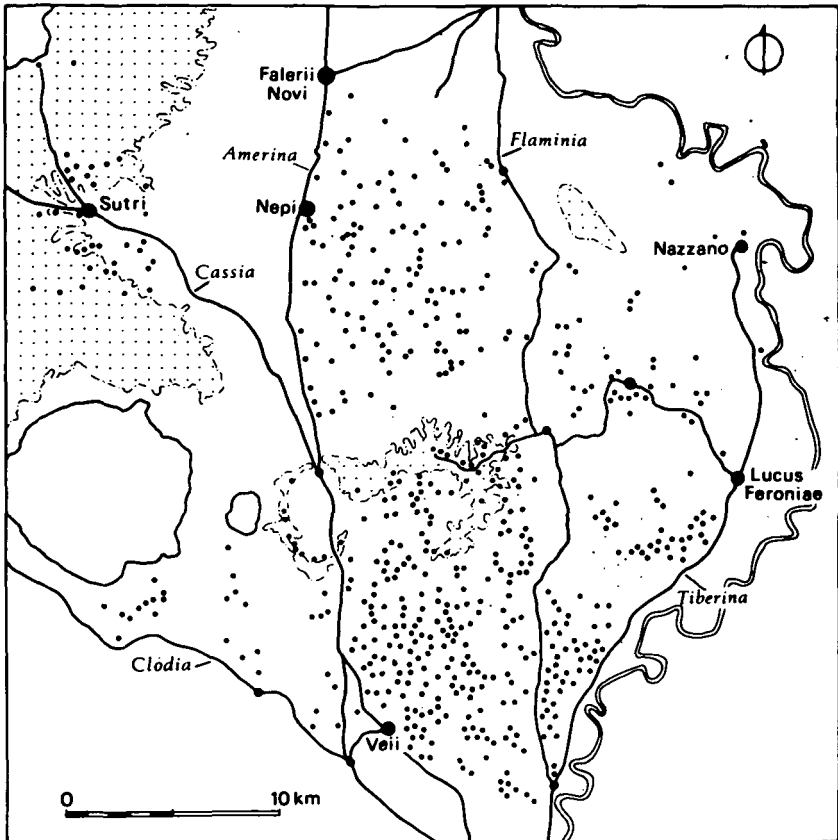 Falerii
Novi
Amerina
Flaminia
Nepi
Sutri
Nazzano
Cassia
Lucus
Feroniae
Tiberina
Clodia
Veii
0 10 km